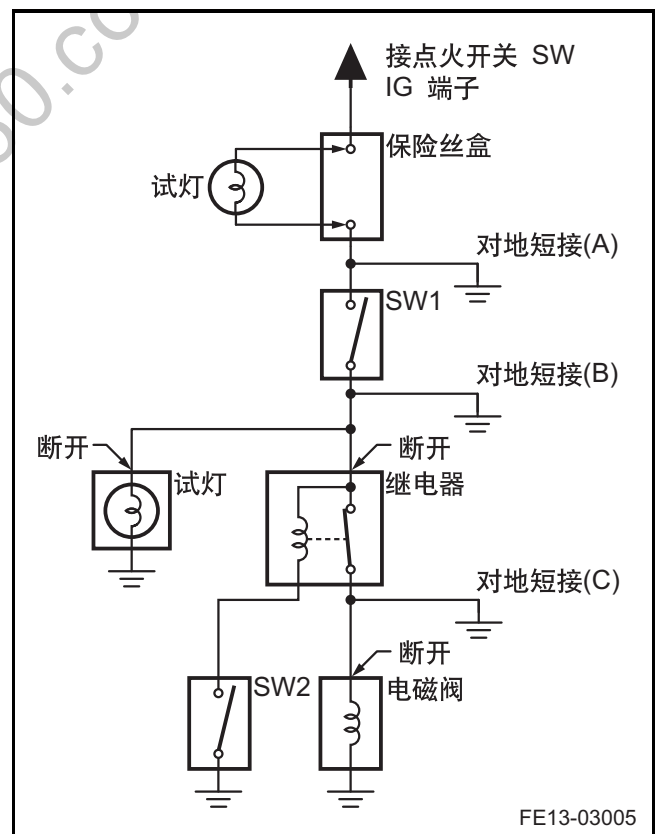 接点火开关 SW
IG 端子
保险丝盒
试灯
对地短接(A)
SW1
对地短接(B)
断开
断开
试灯
继电器
对地短接(C)
断开
SW2
电磁阀
FE13-03005